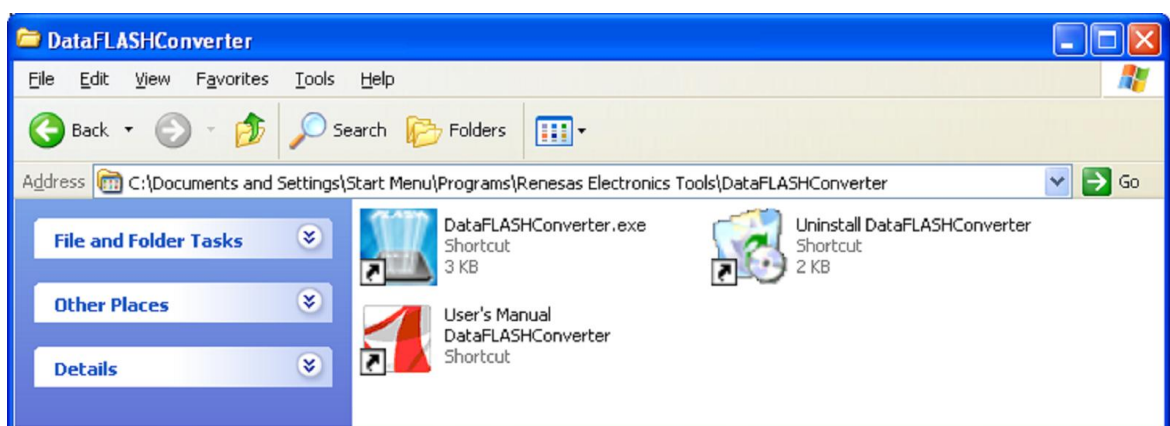 DataFLASHConverter
File Edit View Favorites Tools Help
Back Search Folders
Address C:\Documents and Settings\Start Menu\Programs\Renesas Electronics Tools\DataFLASHConverter Go
File and Folder Tasks
Other Places
Details
FLASH
DataFLASHConverter.exe
Shortcut
3 KB
Uninstall DataFLASHConverter
Shortcut
2 KB
User's Manual
DataFLASHConverter
Shortcut